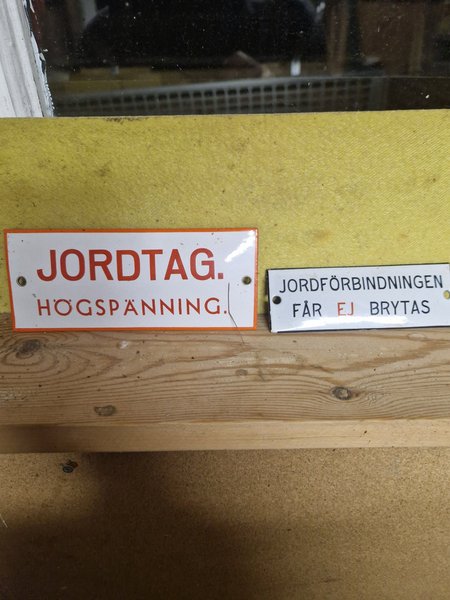 JORDTAG.
HÖGSPÄNNING.
JORDFÖRBINDNINGEN
FÅR EJ BRYTAS